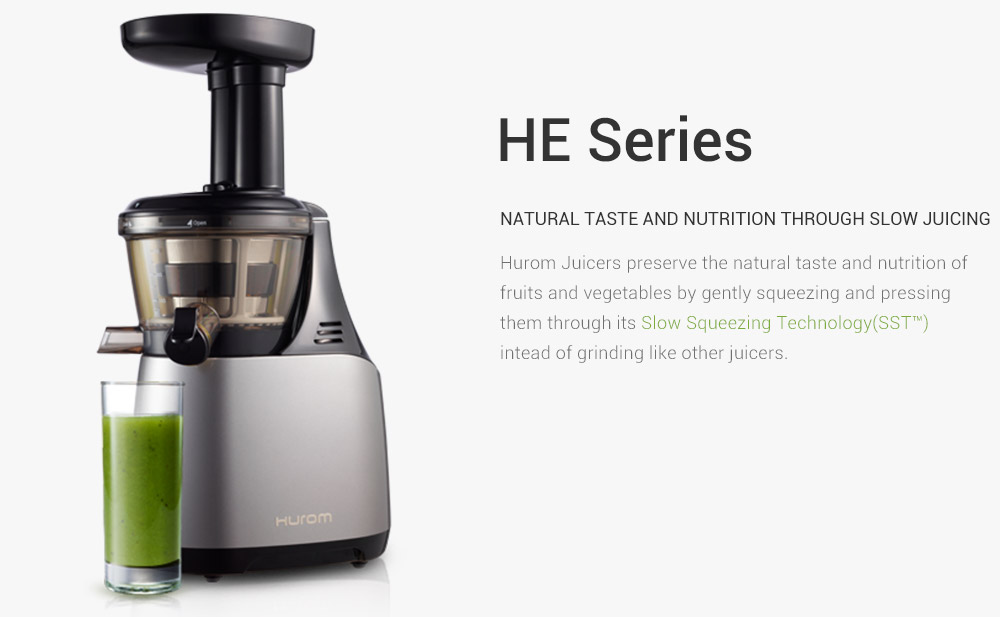 HE Series
NATURAL TASTE AND NUTRITION THROUGH SLOW JUICING
Hurom Juicers preserve the natural taste and nutrition of
fruits and vegetables by gently squeezing and pressing
them through its Slow Squeezing Technology(SST™)
intead of grinding like other juicers.
Open
Hurom